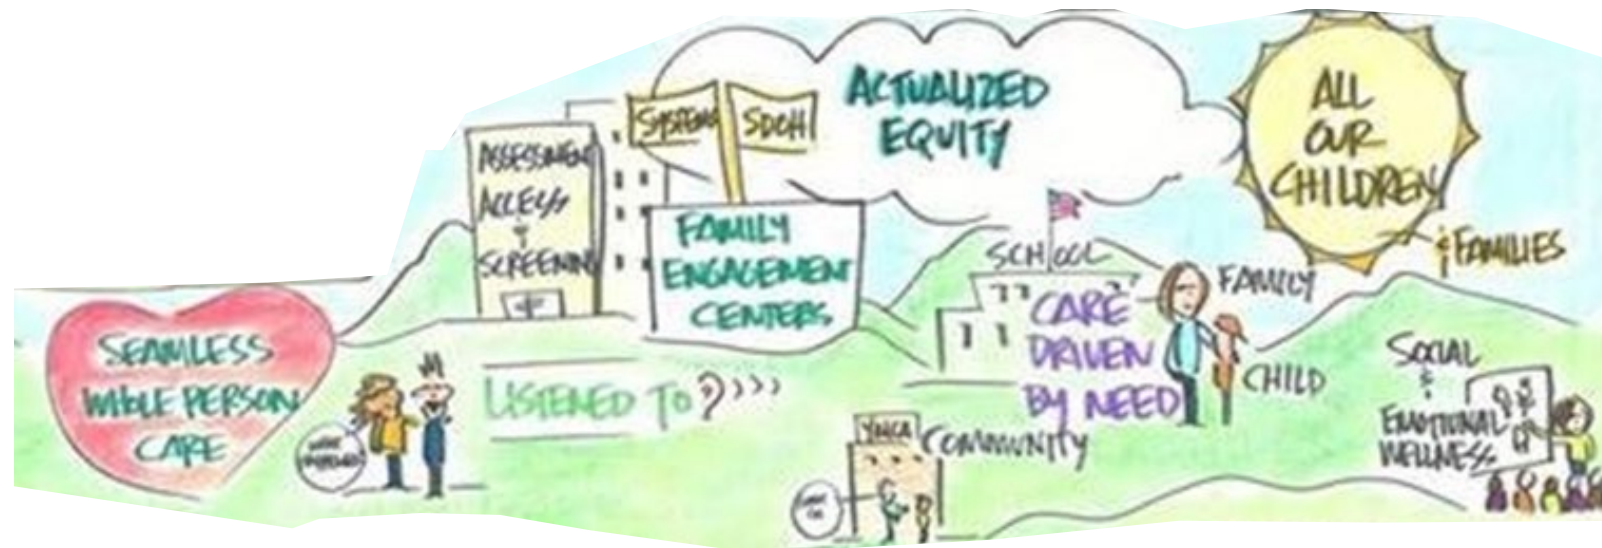 ACTUALIZED
EQUITY
ALL
OUR
CHILDREN
& FAMILIES
SYSTEMS
SDOH
ASSESSMENT
ACCESS
&
SCREENING
FAMILY
ENGAGEMENT
CENTERS
SCHOOL
CARE
DRIVEN
BY NEED
FAMILY
CHILD
SEAMLESS
WHOLE PERSON
CARE
LISTENED TO
YMCA
COMMUNITY
SOCIAL
&
EMOTIONAL
WELLNESS